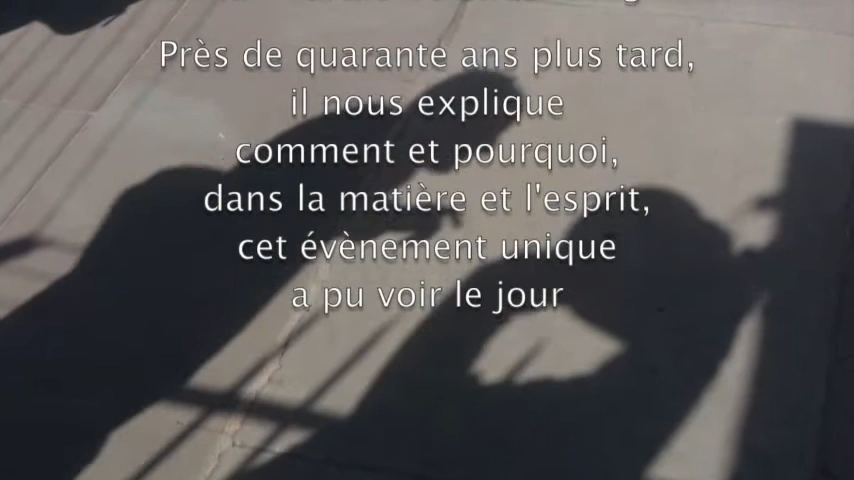 Près de quarante ans plus tard,
il nous explique
comment et pourquoi,
dans la matière et l'esprit,
cet évènement unique
a pu voir le jour